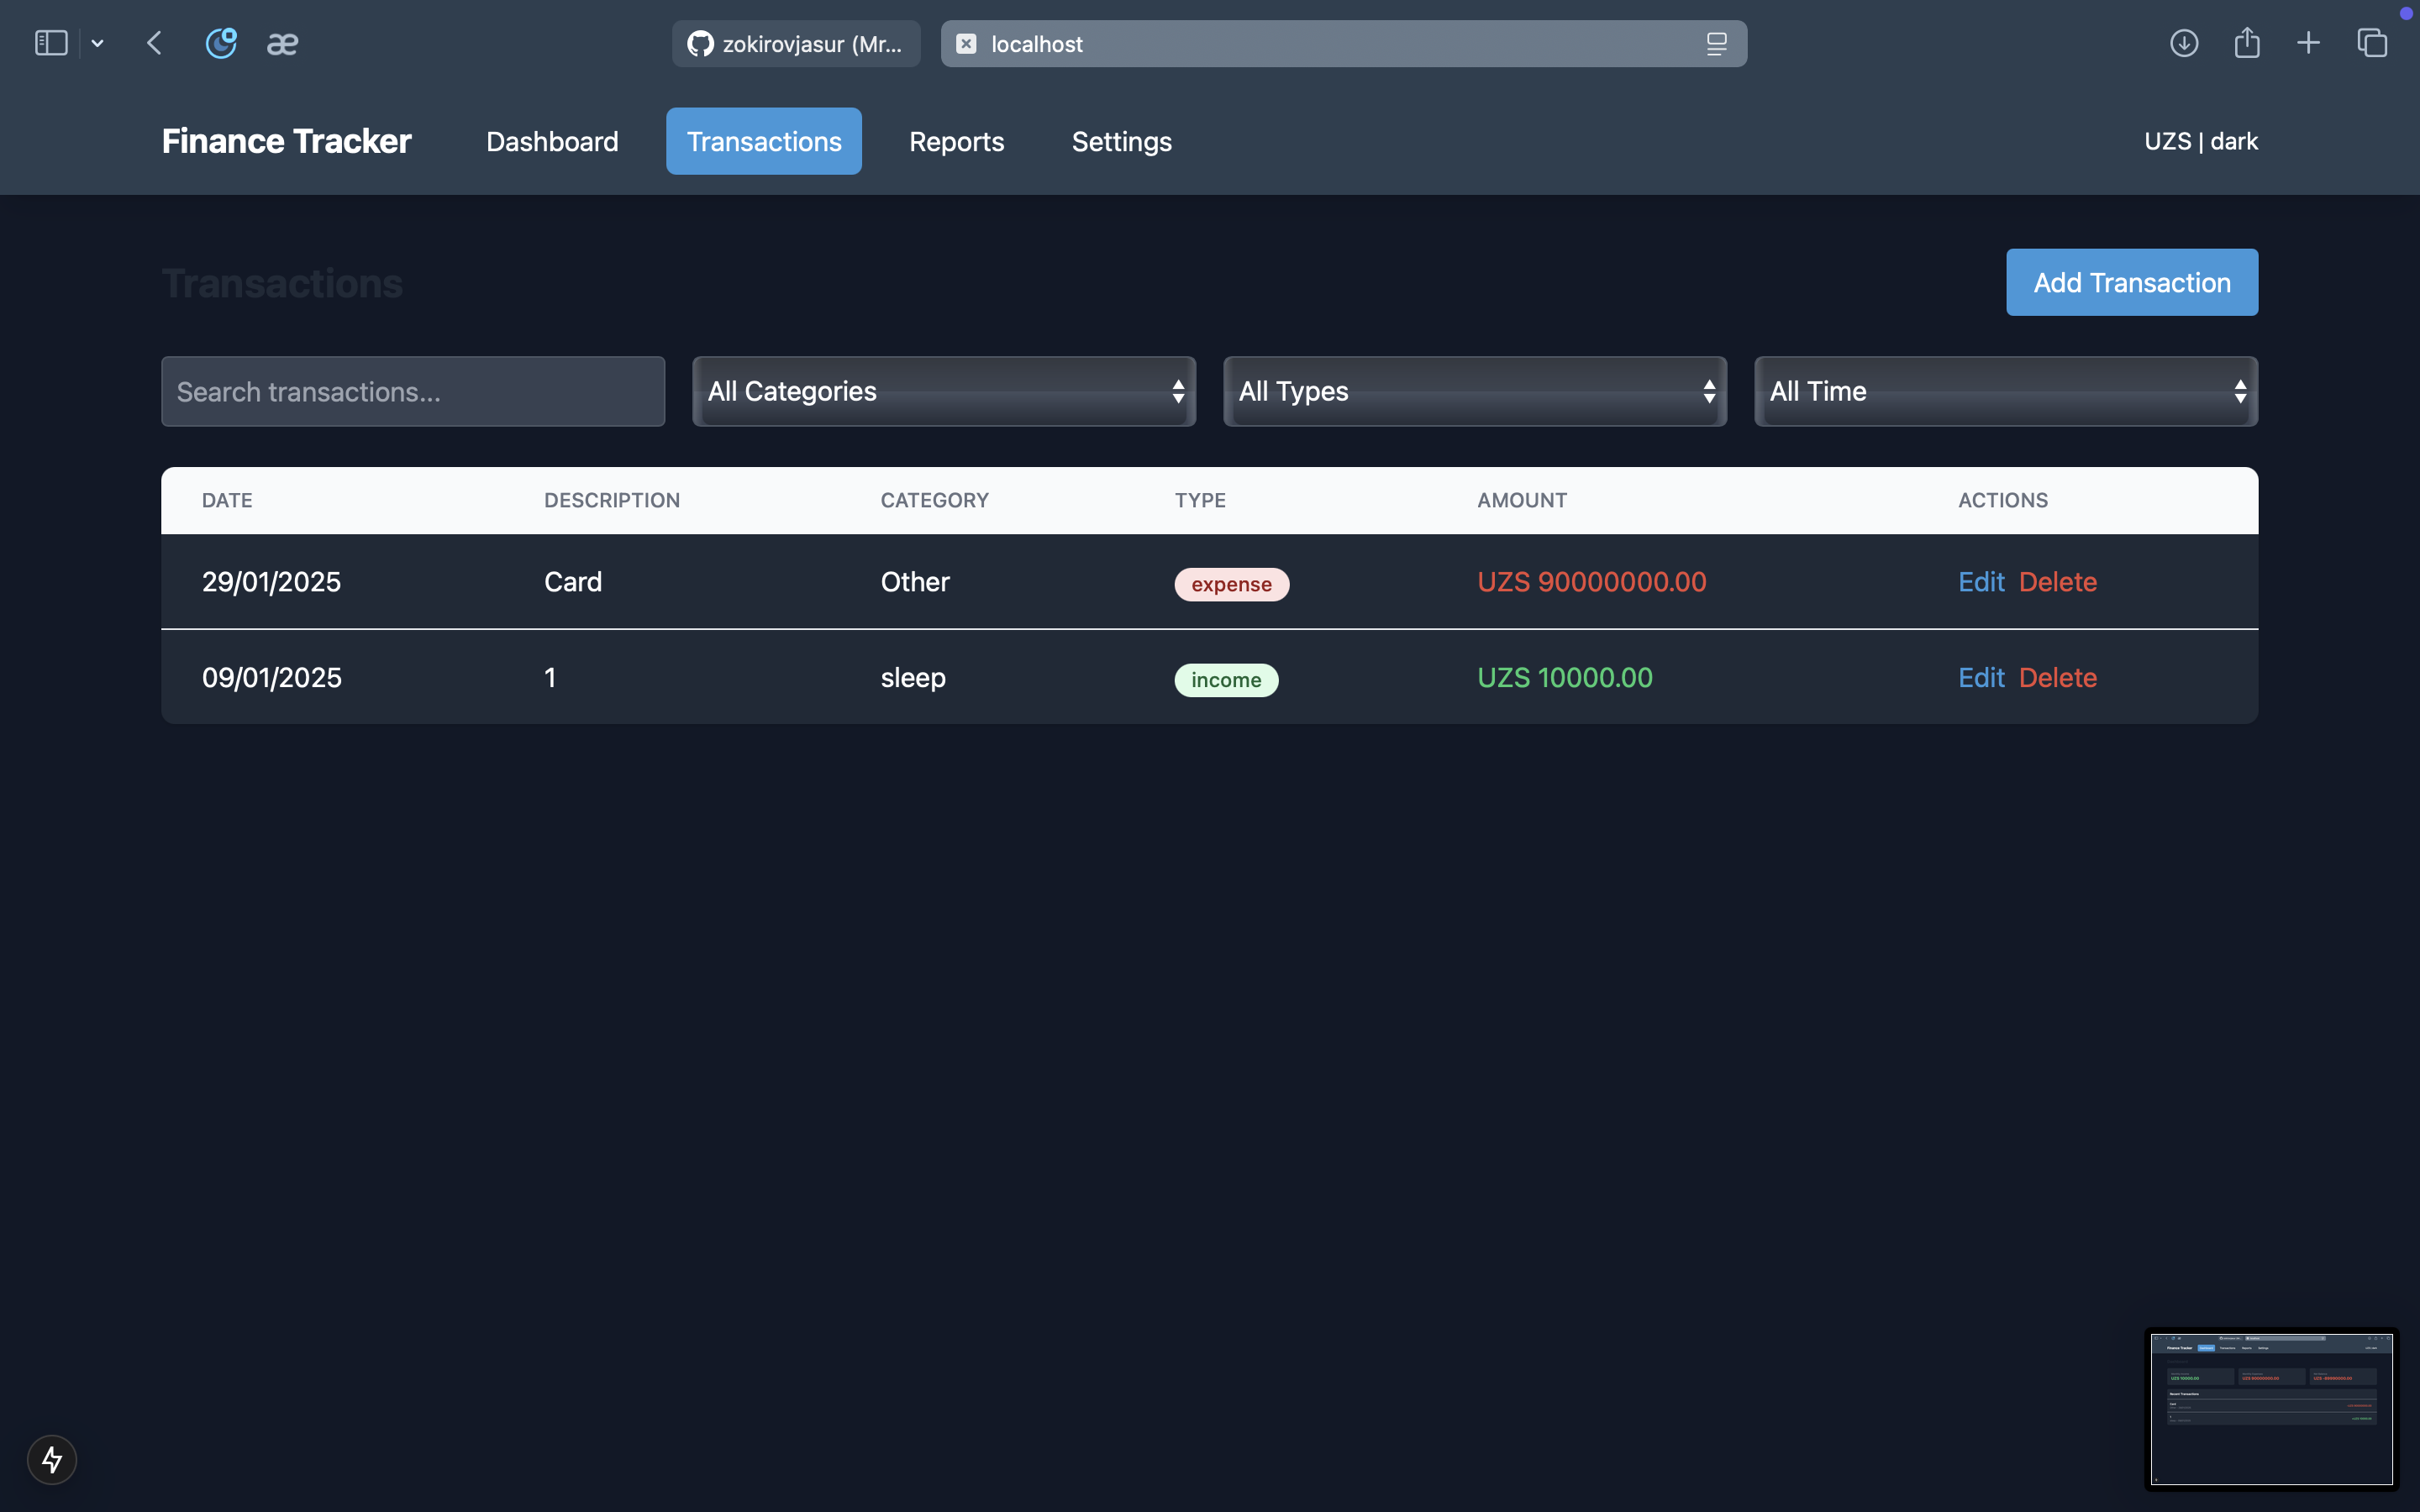 zokirovjasur (Mr...
localhost
Finance Tracker
Dashboard
Transactions
Reports
Settings
UZS | dark
Transactions
Add Transaction
Search transactions...
All Categories
All Types
All Time
DATE DESCRIPTION CATEGORY TYPE AMOUNT ACTIONS
29/01/2025 Card Other expense UZS 90000000.00 Edit Delete
09/01/2025 1 sleep income UZS 10000.00 Edit Delete